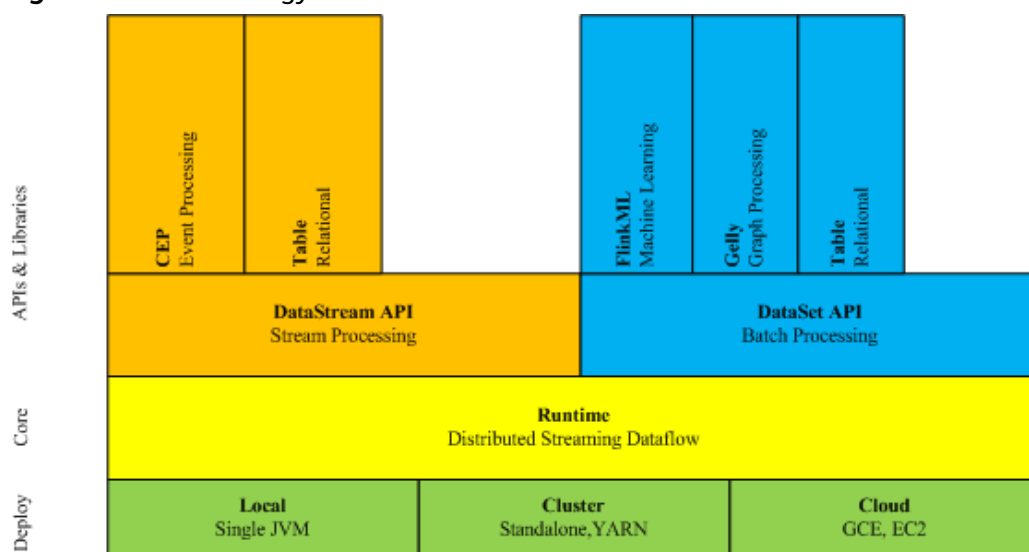 APIs & Libraries
CEP
Event Processing
Table
Relational
FlinkML
Machine Learning
Gelly
Graph Processing
Table
Relational
DataStream API
Stream Processing
DataSet API
Batch Processing
Core
Runtime
Distributed Streaming Dataflow
Deploy
Local
Single JVM
Cluster
Standalone,YARN
Cloud
GCE, EC2